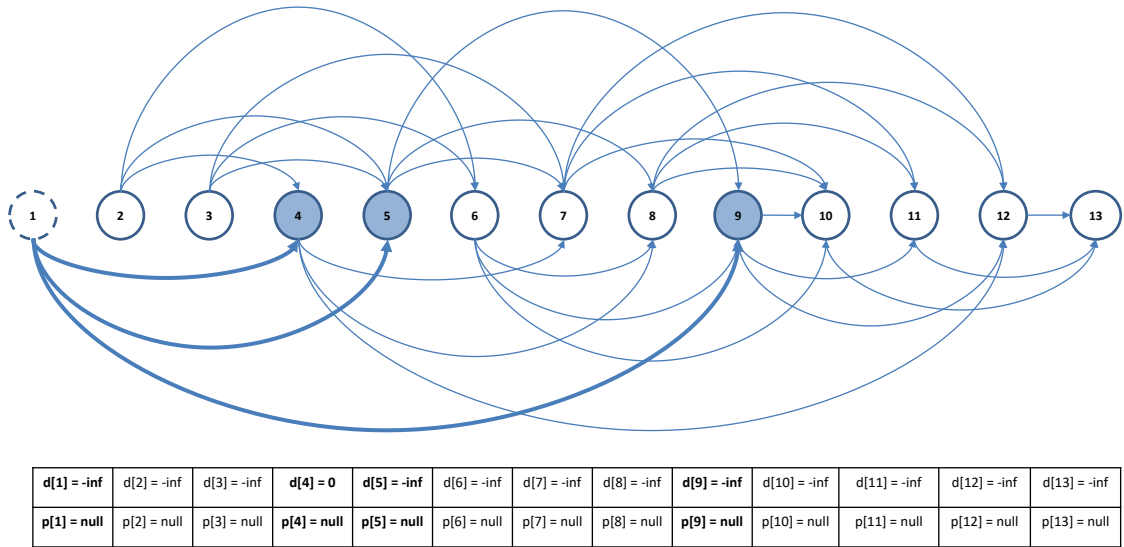 1 2 3 4 5 6 7 8 9 10 11 12 13
d[1] = -inf d[2] = -inf d[3] = -inf d[4] = 0 d[5] = -inf d[6] = -inf d[7] = -inf d[8] = -inf d[9] = -inf d[10] = -inf d[11] = -inf d[12] = -inf d[13] = -inf
p[1] = null p[2] = null p[3] = null p[4] = null p[5] = null p[6] = null p[7] = null p[8] = null p[9] = null p[10] = null p[11] = null p[12] = null p[13] = null